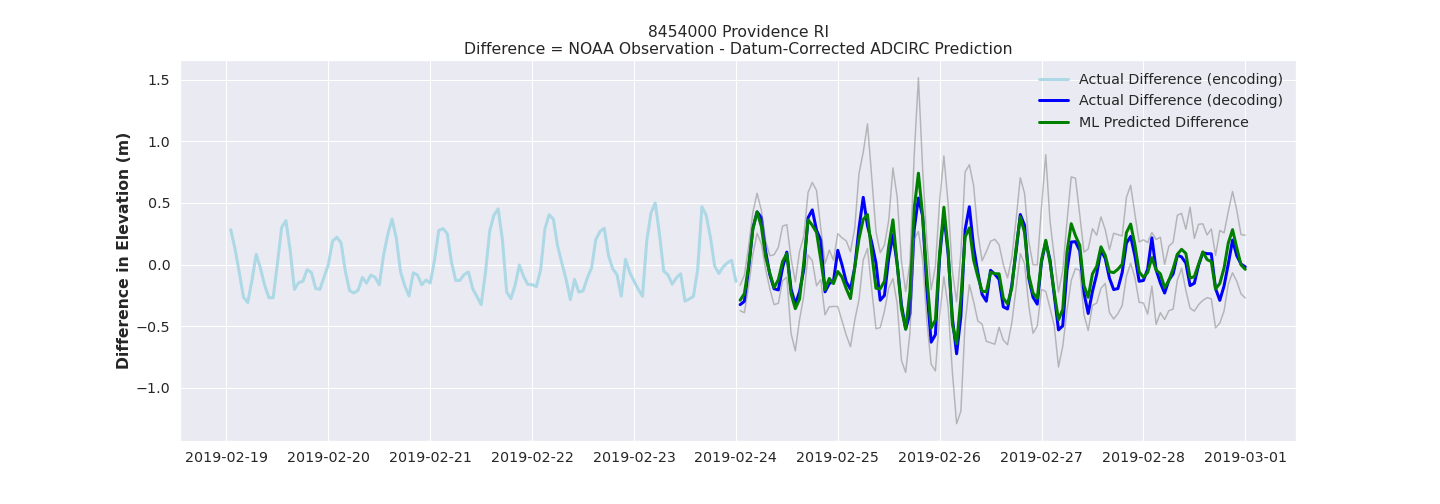 8454000 Providence RI
Difference = NOAA Observation - Datum-Corrected ADCIRC Prediction
Difference in Elevation (m)
1.5
1.0
0.5
0.0
−0.5
−1.0
Actual Difference (encoding)
Actual Difference (decoding)
ML Predicted Difference
2019-02-19 2019-02-20 2019-02-21 2019-02-22 2019-02-23 2019-02-24 2019-02-25 2019-02-26 2019-02-27 2019-02-28 2019-03-01